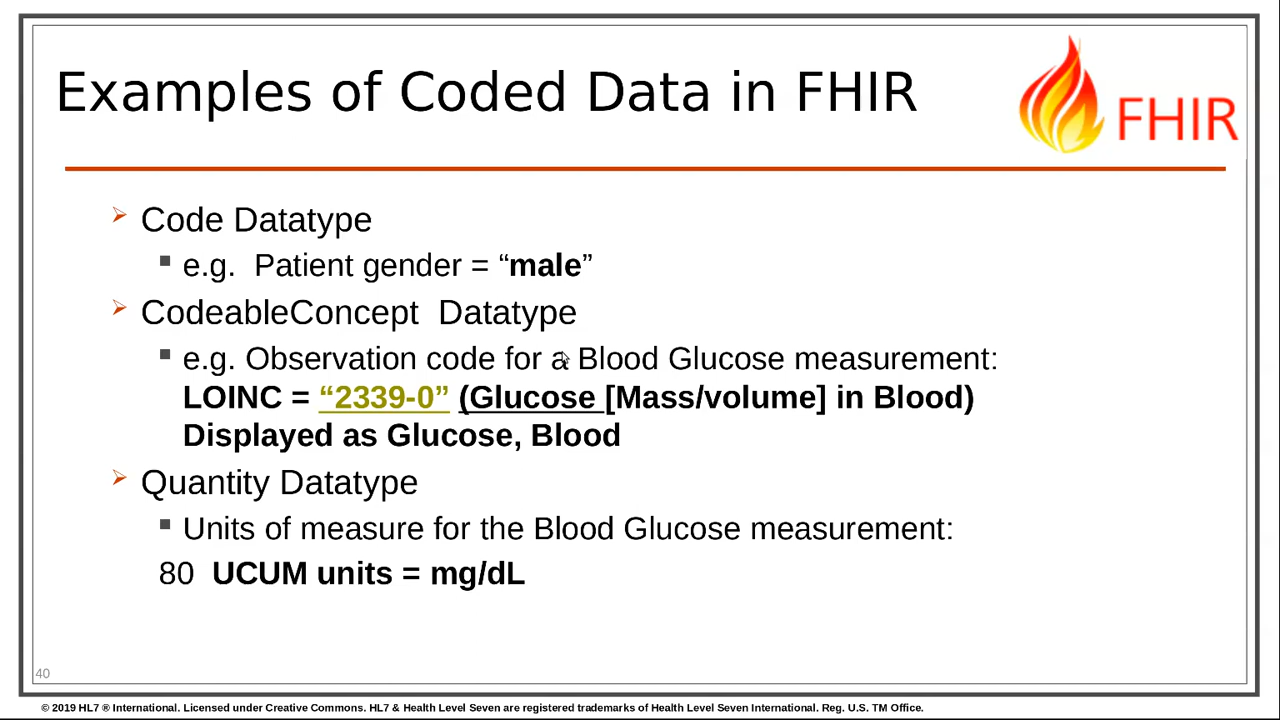 Examples of Coded Data in FHIR
FHIR
Code Datatype
e.g.  Patient gender = “male”
CodeableConcept  Datatype
e.g. Observation code for a Blood Glucose measurement:
LOINC = “2339-0” (Glucose [Mass/volume] in Blood)
Displayed as Glucose, Blood
Quantity Datatype
Units of measure for the Blood Glucose measurement:
80  UCUM units = mg/dL
40
© 2019 HL7 ® International. Licensed under Creative Commons. HL7 & Health Level Seven are registered trademarks of Health Level Seven International. Reg. U.S. TM Office.